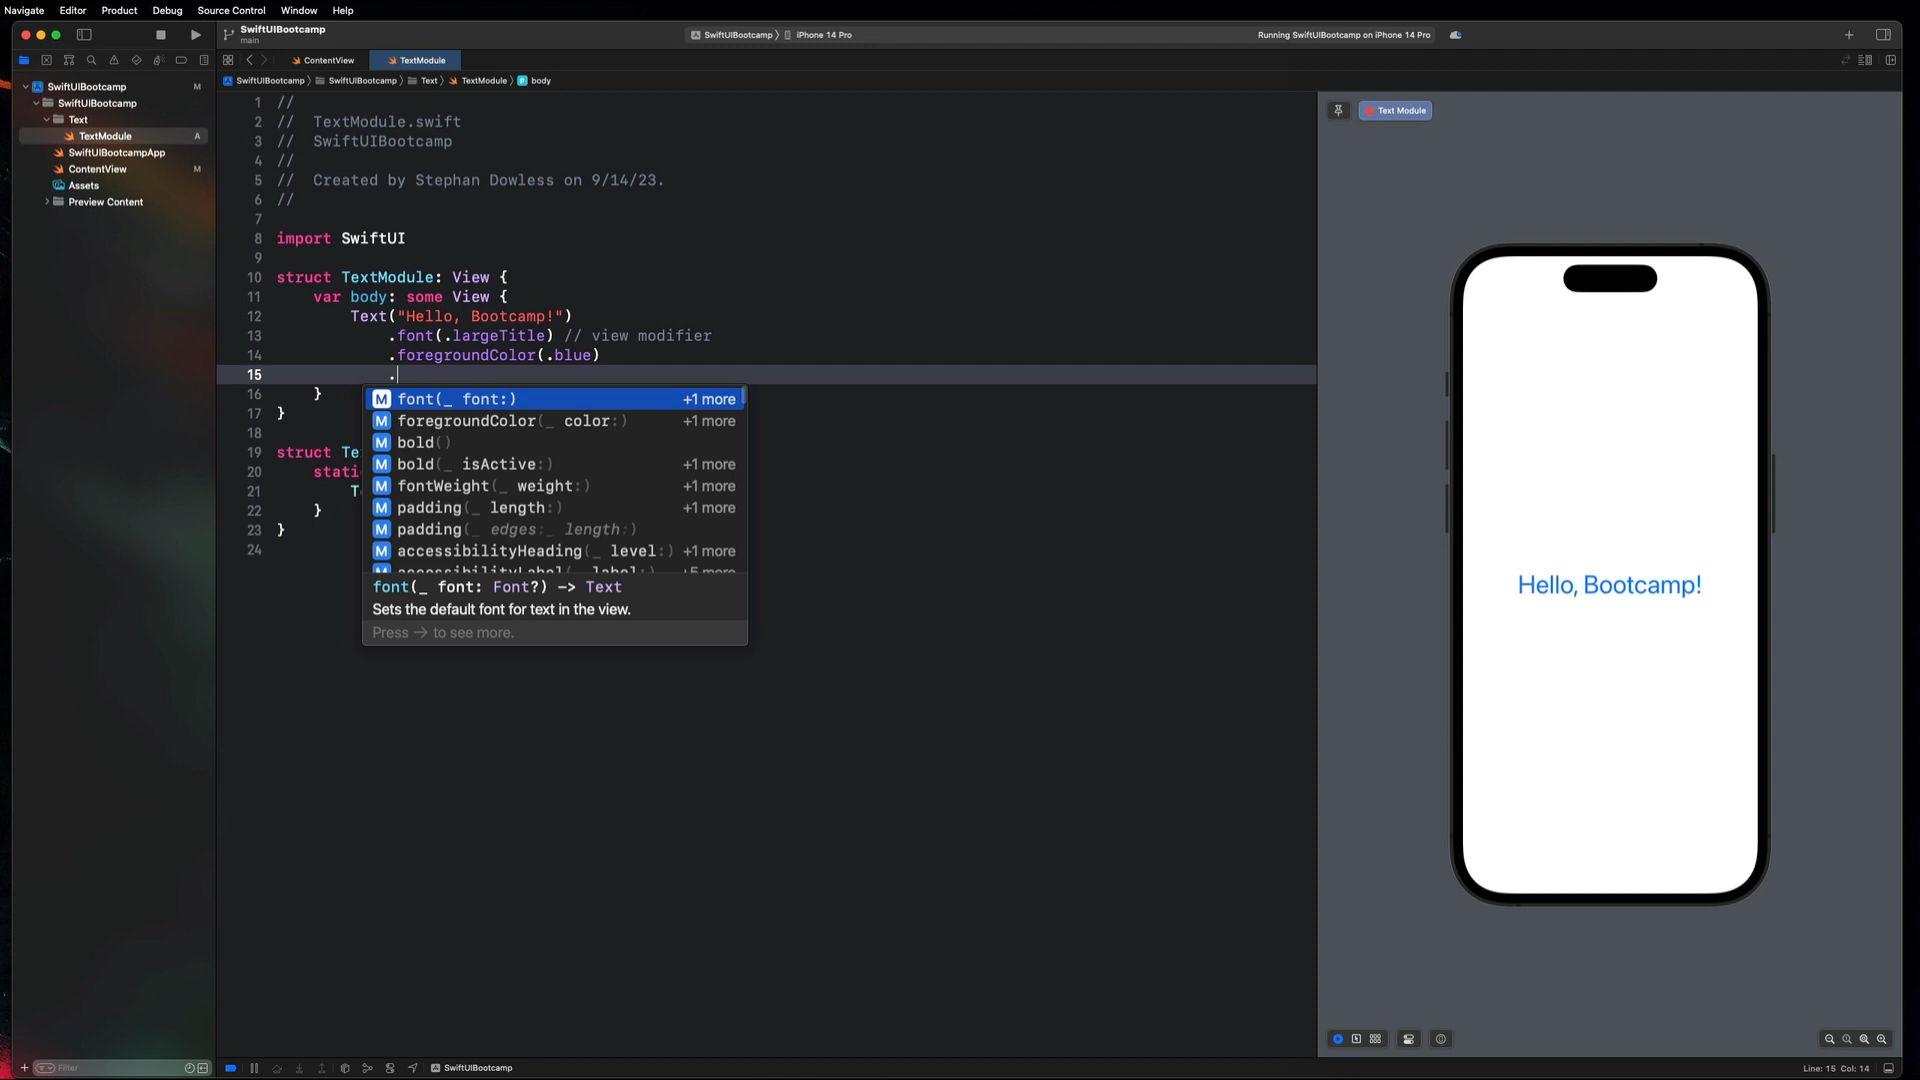 Navigate Editor Product Debug Source Control Window Help
SwiftUIBootcamp
main
SwiftUIBootcamp 〉 iPhone 14 Pro
Running SwiftUIBootcamp on iPhone 14 Pro
ContentView
TextModule
SwiftUIBootcamp 〉 SwiftUIBootcamp 〉 Text 〉 TextModule 〉 P body
SwiftUIBootcamp M
SwiftUIBootcamp
Text
TextModule A
SwiftUIBootcampApp
ContentView M
Assets
Preview Content
Filter
1 //
2 //  TextModule.swift
3 //  SwiftUIBootcamp
4 //
5 //  Created by Stephan Dowless on 9/14/23.
6 //
7
8 import SwiftUI
9
10 struct TextModule: View {
11     var body: some View {
12         Text("Hello, Bootcamp!")
13             .font(.largeTitle) // view modifier
14             .foregroundColor(.blue)
15             .
16     }
17 }
18
19 struct Te
20     stati
21         T
22     }
23 }
24
M font(_ font:) +1 more
M foregroundColor(_ color:) +1 more
M bold()
M bold(_ isActive:) +1 more
M fontWeight(_ weight:) +1 more
M padding(_ length:) +1 more
M padding(_ edges:_ length:)
M accessibilityHeading(_ level:) +1 more
M accessibilityLabel(_ label:) +5 more
font(_ font: Font?) -> Text
Sets the default font for text in the view.
Press → to see more.
Text Module
Hello, Bootcamp!
SwiftUIBootcamp
Line: 15 Col: 14